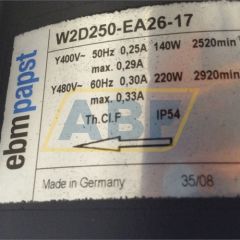 ebmpapst
W2D250-EA26-17
Y400V~ 50Hz 0,25A 140W 2520min
max. 0,29A
Y480V~ 60Hz 0,30A 220W 2920min
max. 0,33A
Th.Cl.F IP54
ABF
Made in Germany 35/08